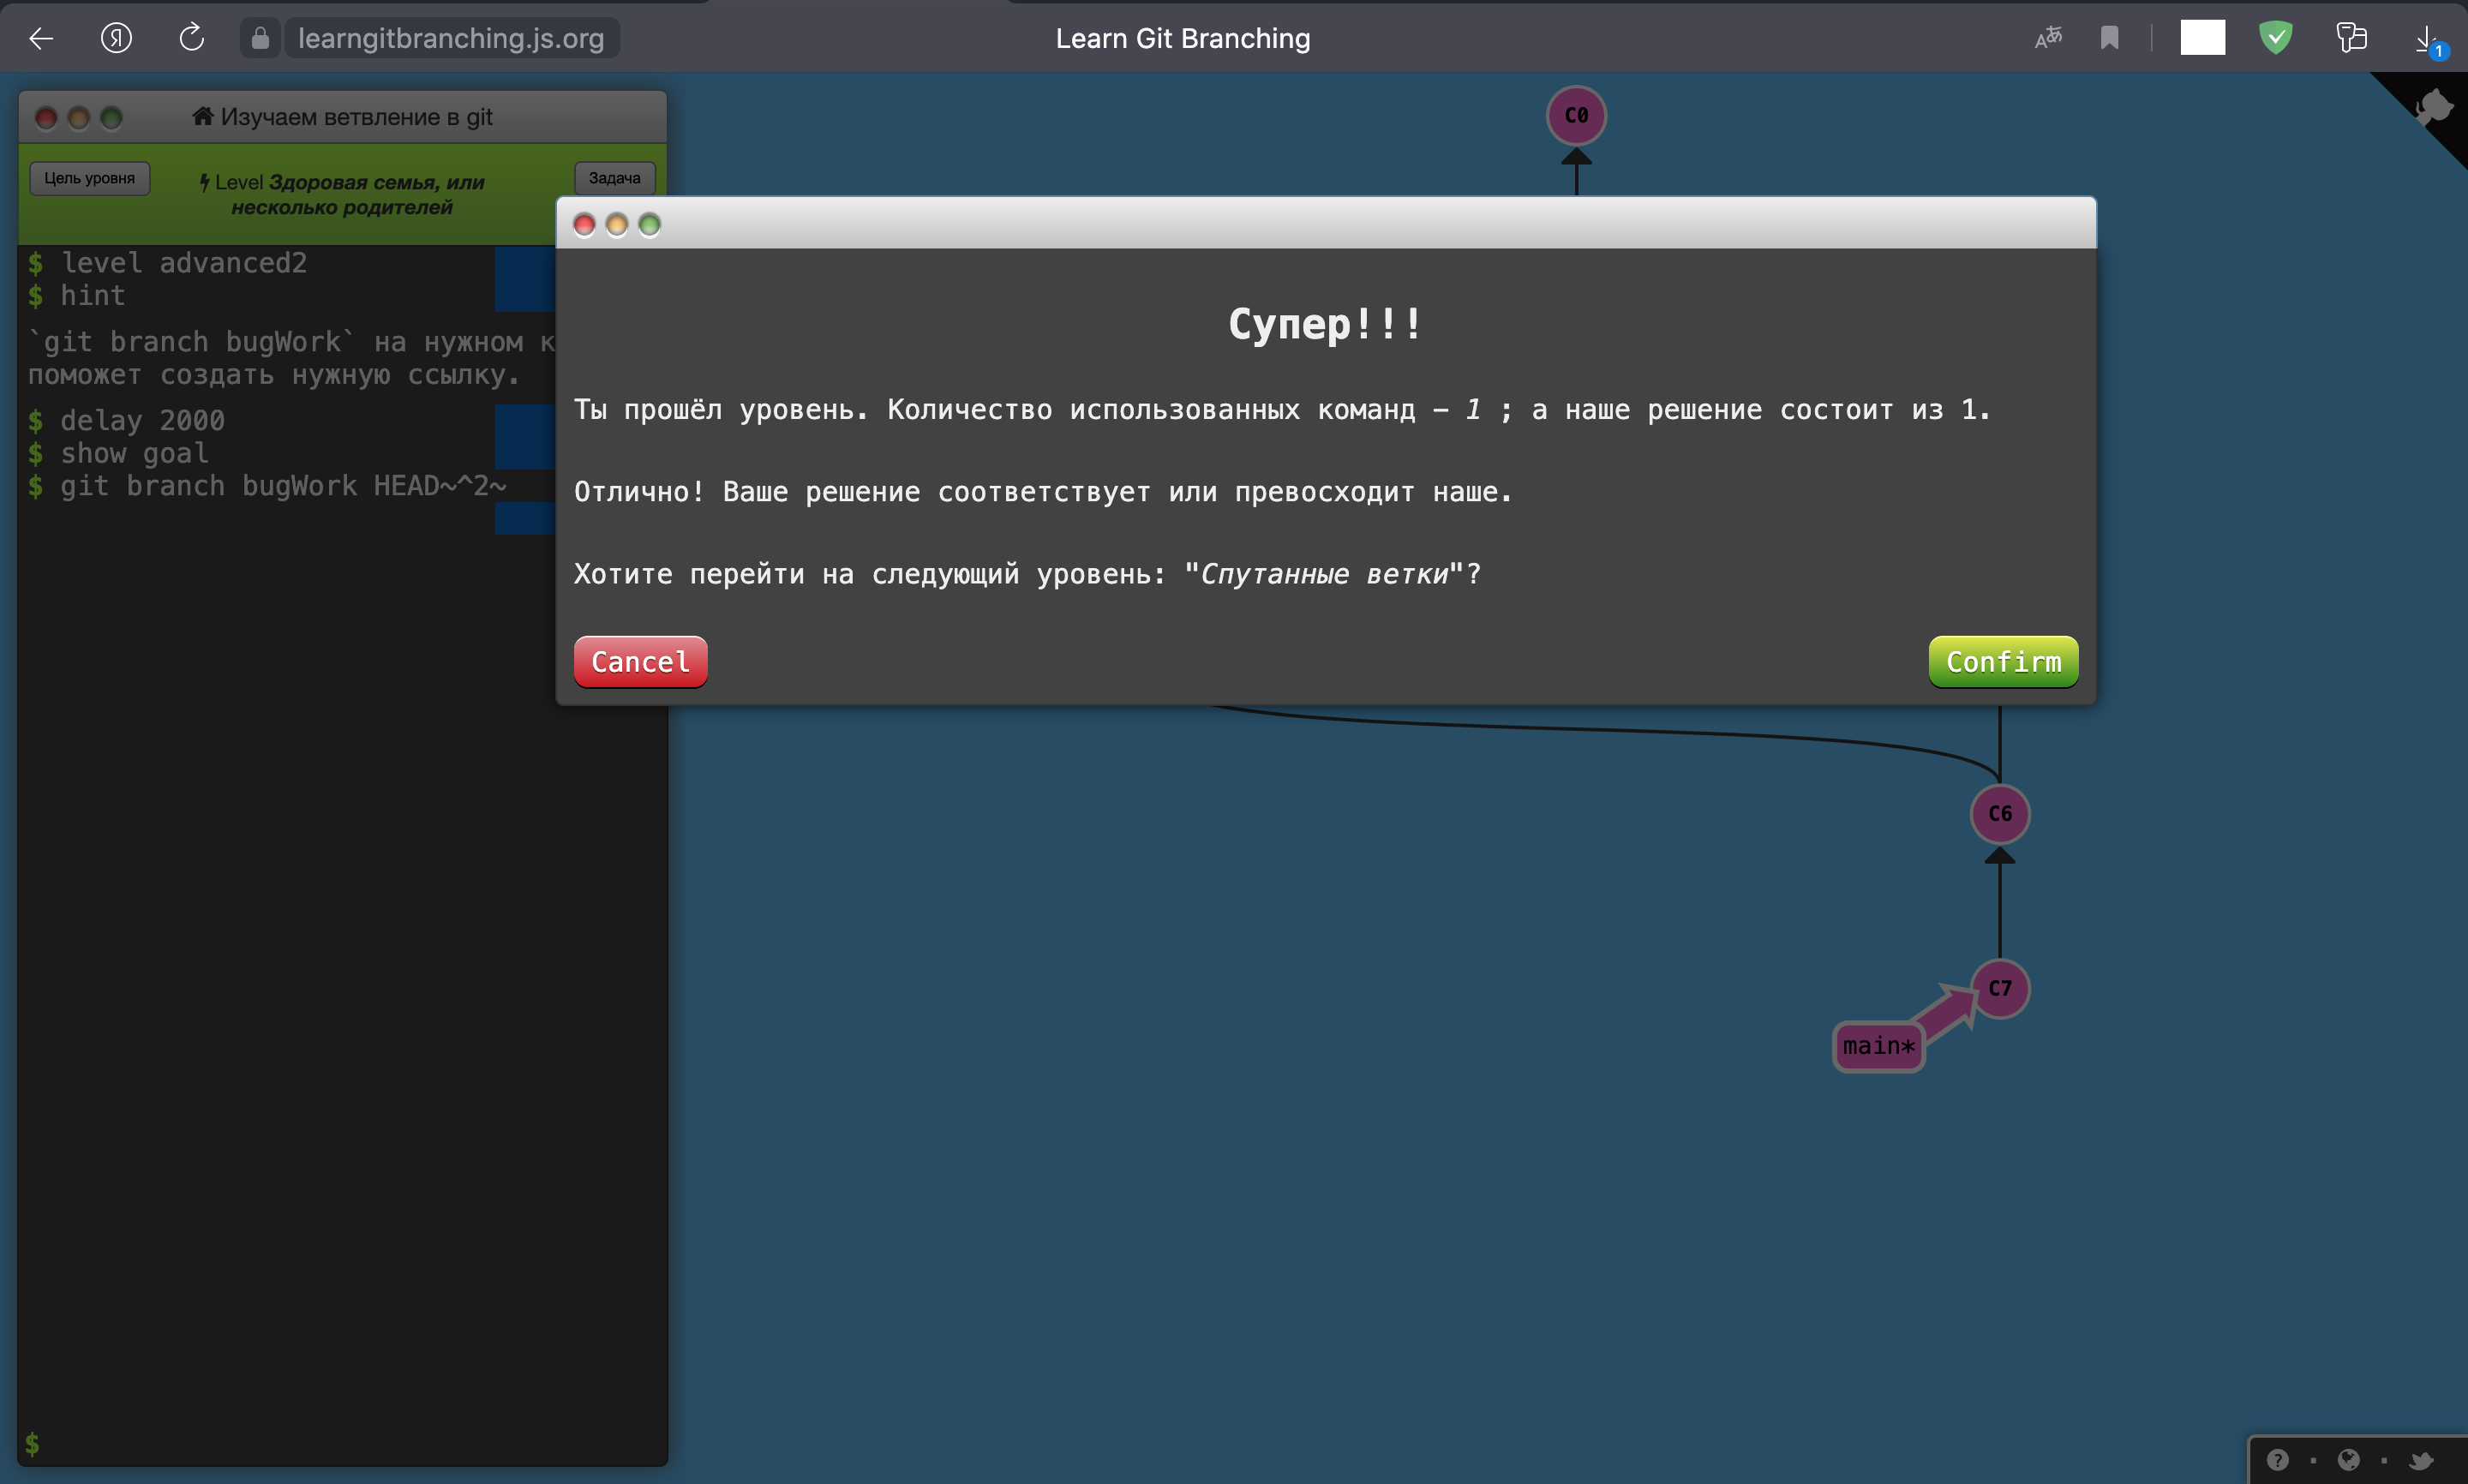 learngitbranching.js.org
Learn Git Branching
1
Изучаем ветвление в git
Цель уровня
Level Здоровая семья, или
несколько родителей
Задача
$ level advanced2
$ hint
`git branch bugWork` на нужном к
поможет создать нужную ссылку.
$ delay 2000
$ show goal
$ git branch bugWork HEAD~^2~
$
C0
Супер!!!
Ты прошёл уровень. Количество использованных команд – 1 ; а наше решение состоит из 1.
Отлично! Ваше решение соответствует или превосходит наше.
Хотите перейти на следующий уровень: "Спутанные ветки"?
Cancel
Confirm
C6
C7
main*